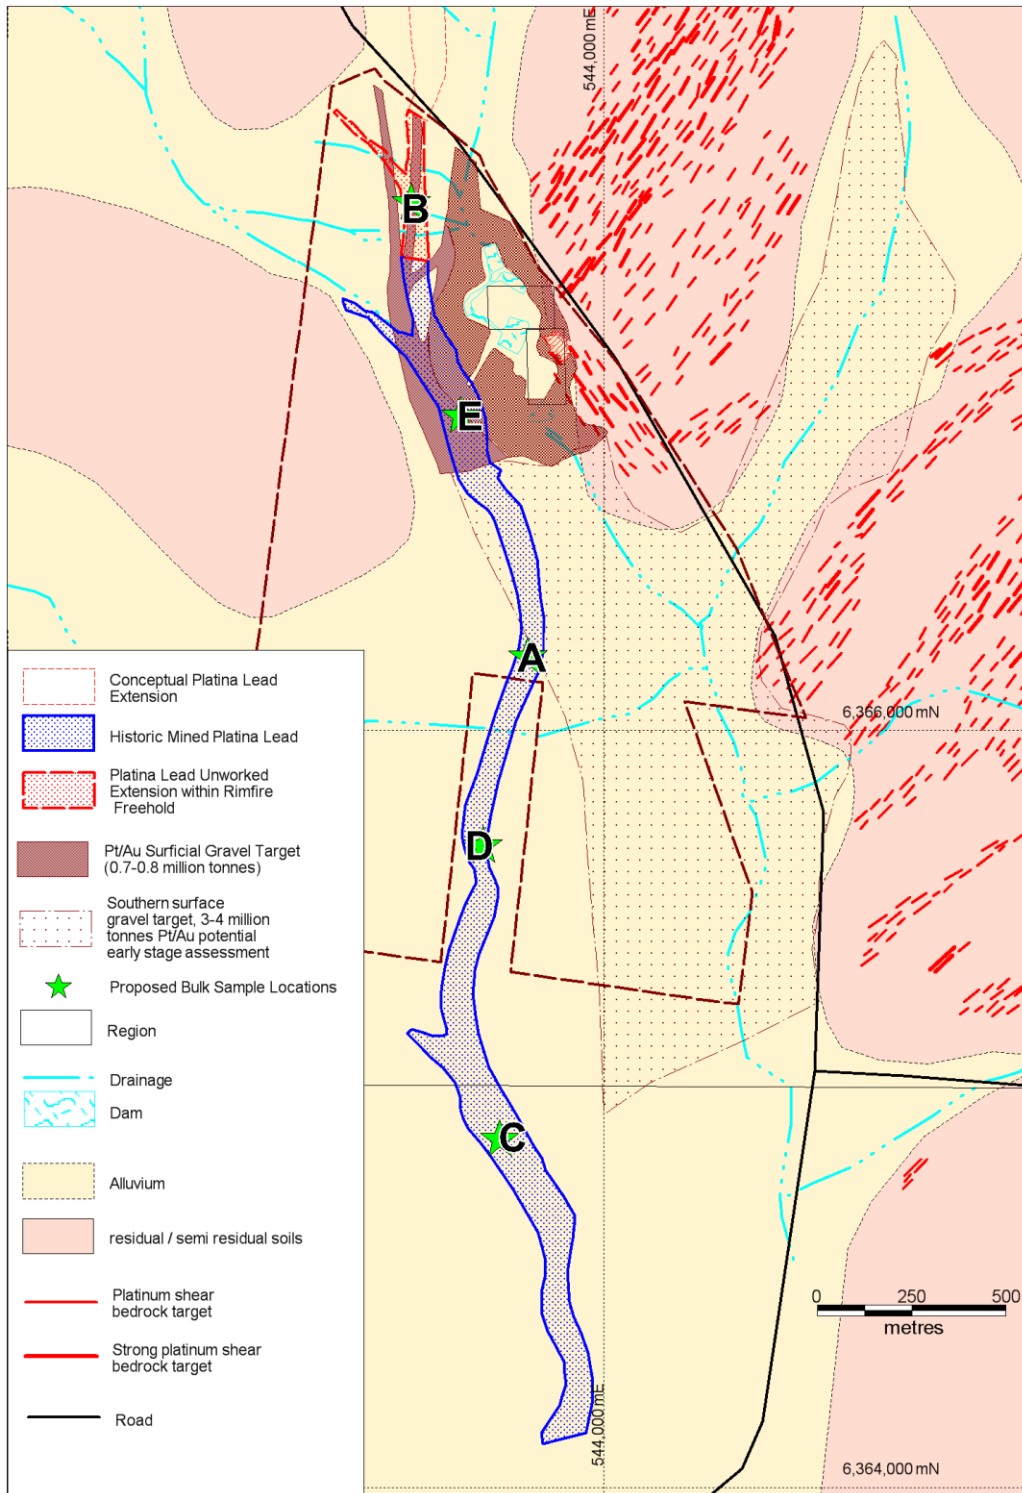 544,000 mE
B
E
A
6,366,000 mN
D
C
Conceptual Platina Lead
Extension
Historic Mined Platina Lead
Platina Lead Unworked
Extension within Rimfire
Freehold
Pt/Au Surficial Gravel Target
(0.7-0.8 million tonnes)
Southern surface
gravel target, 3-4 million
tonnes Pt/Au potential
early stage assessment
Proposed Bulk Sample Locations
Region
Drainage
Dam
Alluvium
residual / semi residual soils
Platinum shear
bedrock target
Strong platinum shear
bedrock target
Road
0 250 500
metres
544,000 mE
6,364,000 mN